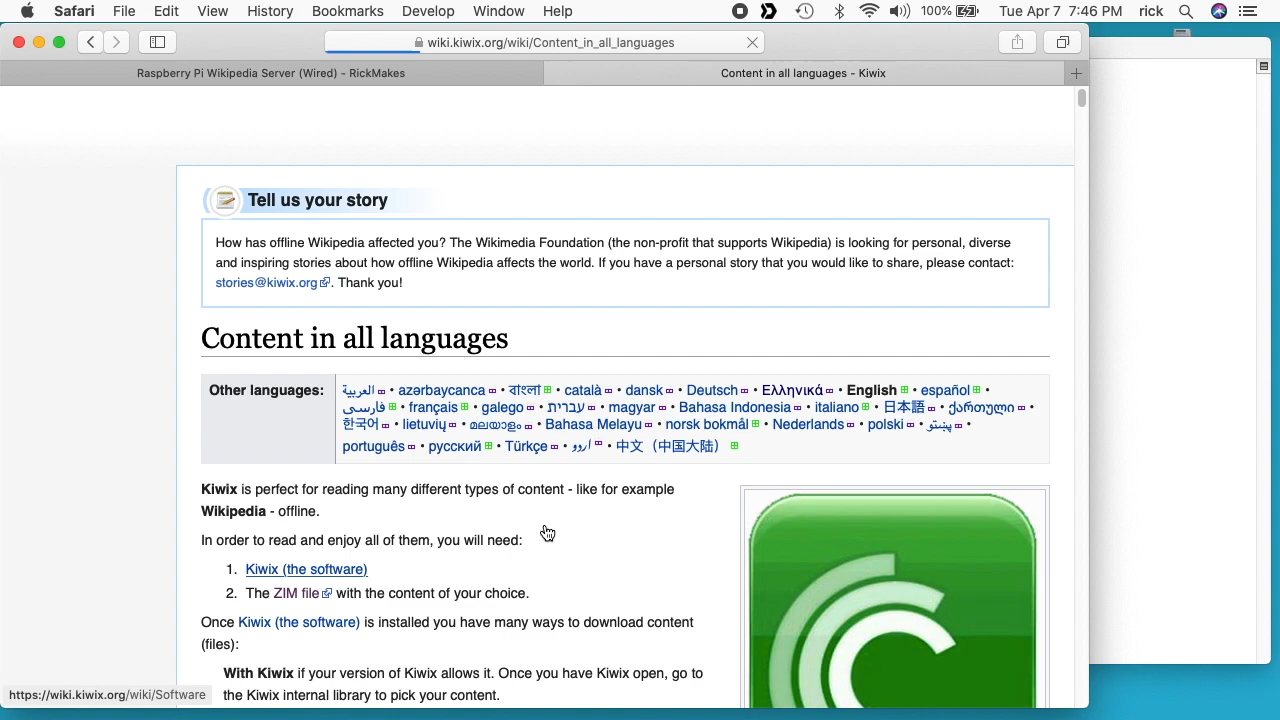 Safari File Edit View History Bookmarks Develop Window Help 100% Tue Apr 7 7:46 PM rick
wiki.kiwix.org/wiki/Content_in_all_languages
Raspberry Pi Wikipedia Server (Wired) - RickMakes
Content in all languages - Kiwix
Tell us your story
How has offline Wikipedia affected you? The Wikimedia Foundation (the non-profit that supports Wikipedia) is looking for personal, diverse
and inspiring stories about how offline Wikipedia affects the world. If you have a personal story that you would like to share, please contact:
stories@kiwix.org. Thank you!
Content in all languages
Other languages: العربية • azərbaycanca • বাংলা • català • dansk • Deutsch • Ελληνικά • English • español •
فارسی • français • galego • עברית • magyar • Bahasa Indonesia • italiano • 日本語 • ქართული •
한국어 • lietuvių • മലയാളം • Bahasa Melayu • norsk bokmål • Nederlands • polski • پښتو •
português • русский • Türkçe • اردو • 中文（中国大陆）
Kiwix is perfect for reading many different types of content - like for example
Wikipedia - offline.
In order to read and enjoy all of them, you will need:
1. Kiwix (the software)
2. The ZIM file with the content of your choice.
Once Kiwix (the software) is installed you have many ways to download content
(files):
With Kiwix if your version of Kiwix allows it. Once you have Kiwix open, go to
the Kiwix internal library to pick your content.
https://wiki.kiwix.org/wiki/Software